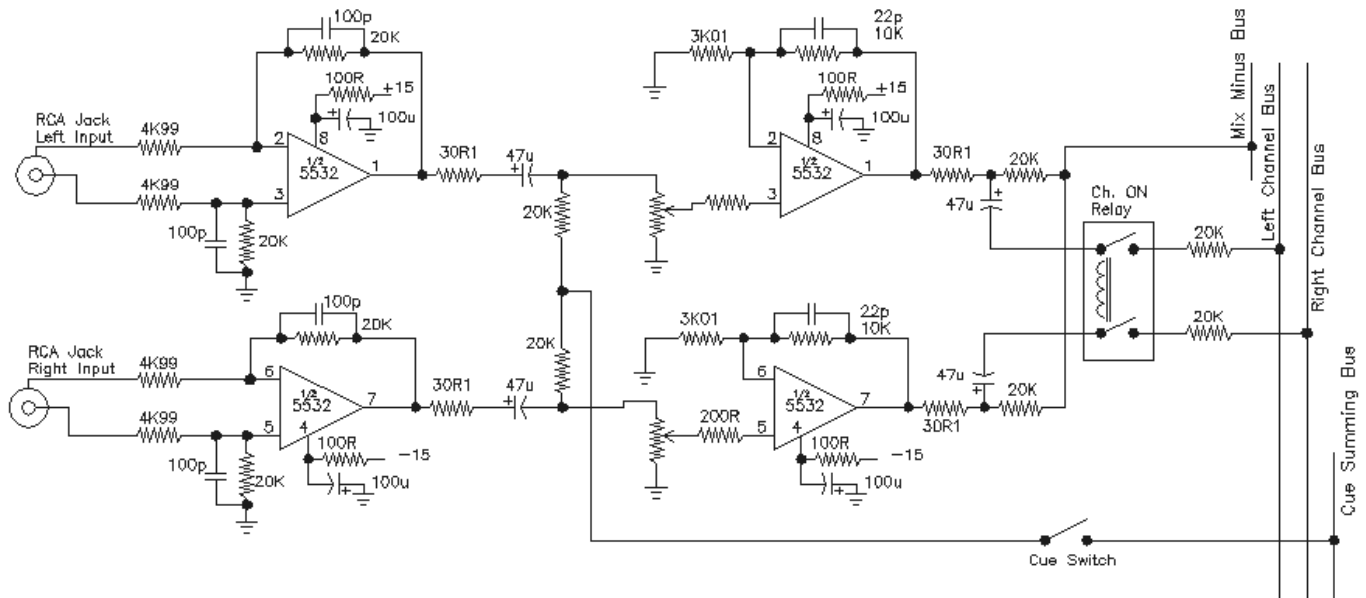 100p
20K
100R
+15
100u
RCA Jack
Left Input
4K99
4K99
2
8
3
1
1/2
5532
100p
20K
30R1
47u
20K
3K01
22p
10K
100R
+15
100u
2
8
3
1
1/2
5532
30R1
20K
47u
Ch. ON
Relay
20K
20K
Mix Minus Bus
Left Channel Bus
Right Channel Bus
Cue Summing Bus
100p
20K
RCA Jack
Right Input
4K99
4K99
6
5
4
7
1/2
5532
100p
20K
100R
-15
100u
30R1
47u
20K
3K01
22p
10K
200R
6
5
4
7
1/2
5532
100R
-15
100u
30R1
47u
20K
Cue Switch